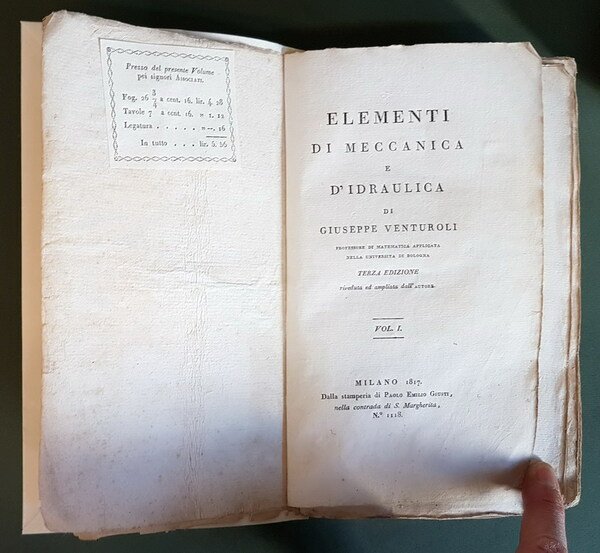 Prezzo del presente Volume
pei signori Associati.
Fog. 26 3/4 a cent. 16. lir. 4. 28
Tavole 7 a cent. 16. „ 1. 12
Legatura . . . . . „ —. 16
In tutto . . . lir. 5. 56
ELEMENTI
DI MECCANICA
E
D'IDRAULICA
DI
GIUSEPPE VENTUROLI
PROFESSORE DI MATEMATICA APPLICATA
NELLA UNIVERSITÀ DI BOLOGNA
TERZA EDIZIONE
riveduta ed ampliata dall'AUTORE.
VOL. I.
MILANO 1817.
Dalla stamperia di Paolo Emilio Giusti,
nella contrada di S. Margherita,
N.° 1118.